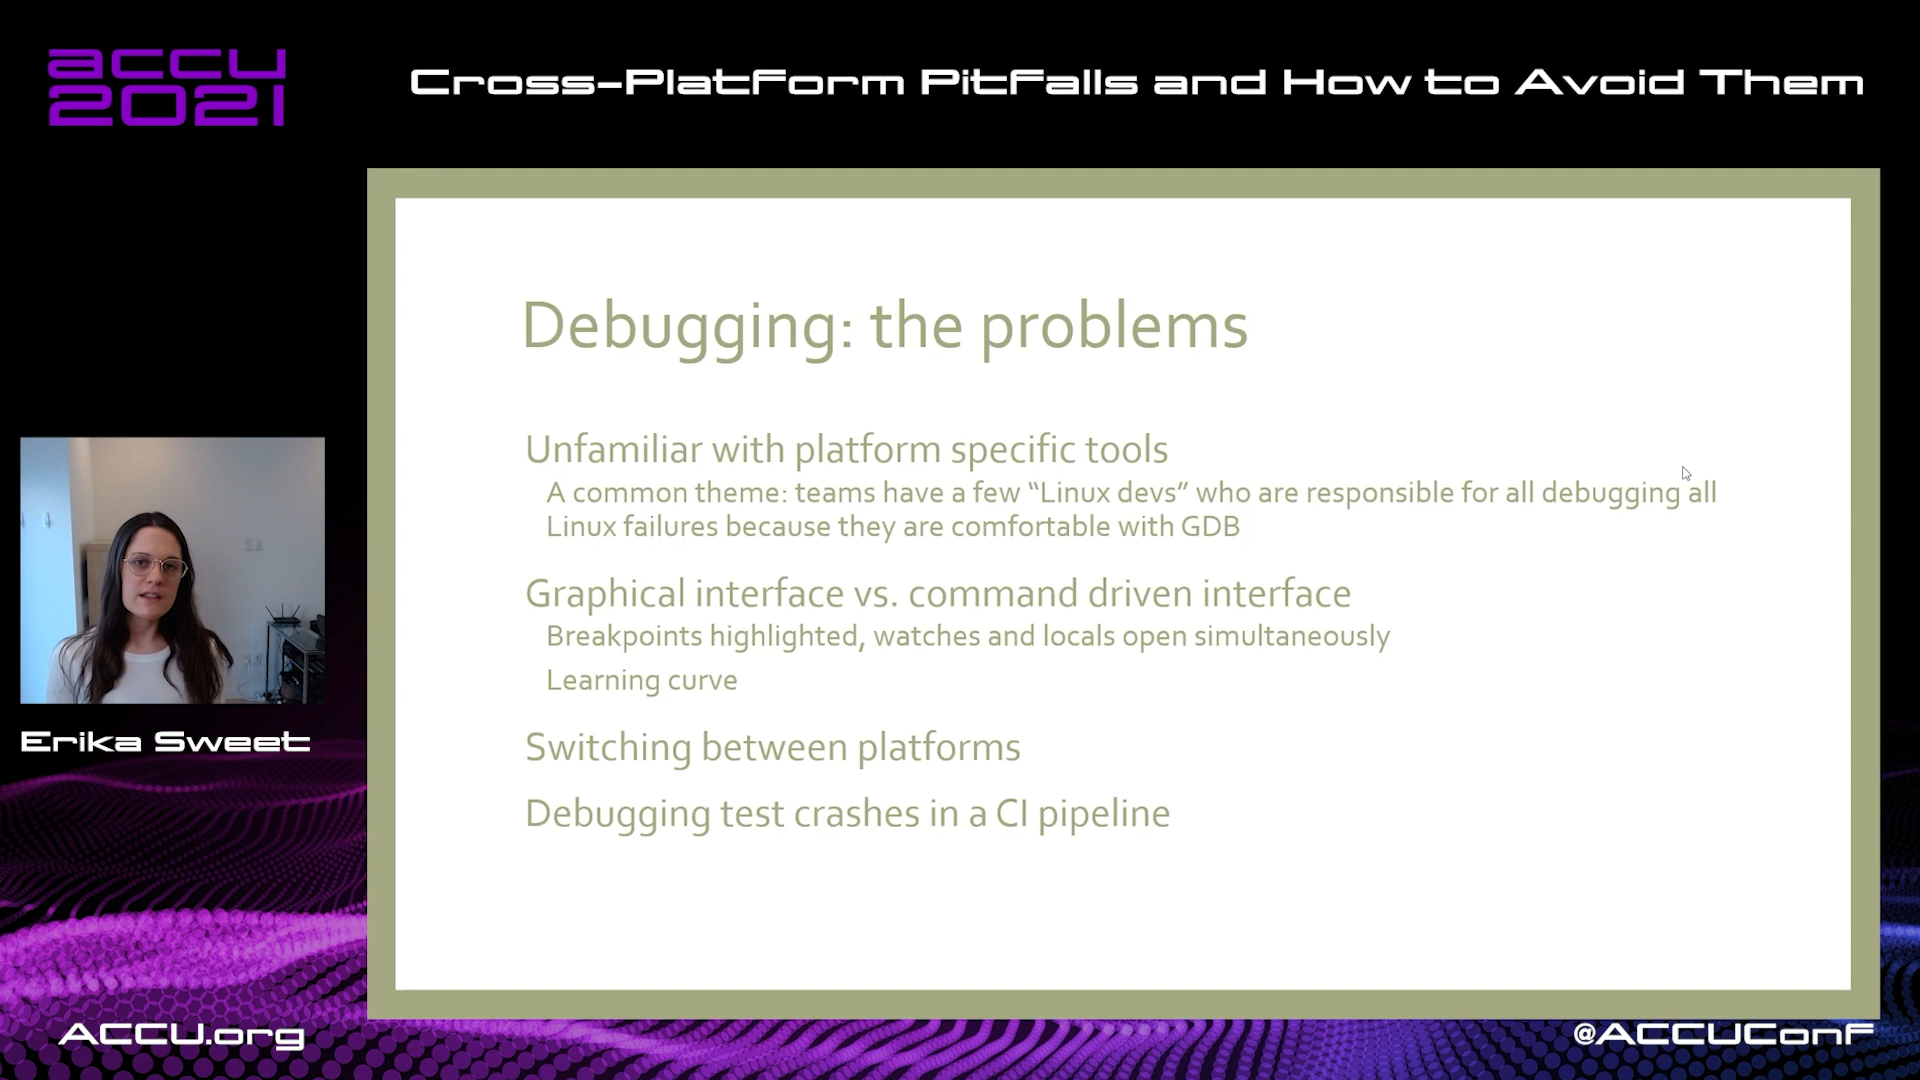 accu
2021
Cross-Platform Pitfalls and How to Avoid Them
Debugging: the problems
Unfamiliar with platform specific tools
A common theme: teams have a few “Linux devs” who are responsible for all debugging all
Linux failures because they are comfortable with GDB
Graphical interface vs. command driven interface
Breakpoints highlighted, watches and locals open simultaneously
Learning curve
Switching between platforms
Debugging test crashes in a CI pipeline
Erika Sweet
ACCU.org
@ACCUConf